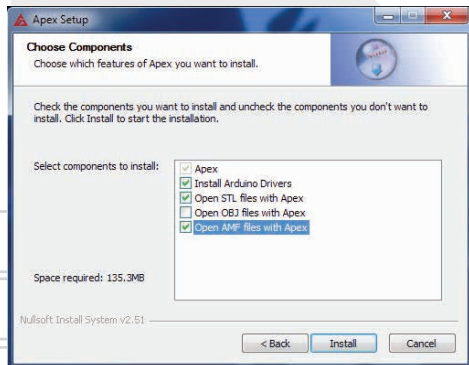 Apex Setup
Choose Components
Choose which features of Apex you want to install.
Check the components you want to install and uncheck the components you don't want to
install. Click Install to start the installation.
Select components to install:
Apex
Install Arduino Drivers
Open STL files with Apex
Open OBJ files with Apex
Open AMF files with Apex
Space required: 135.3MB
Nullsoft Install System v2.51
< Back
Install
Cancel